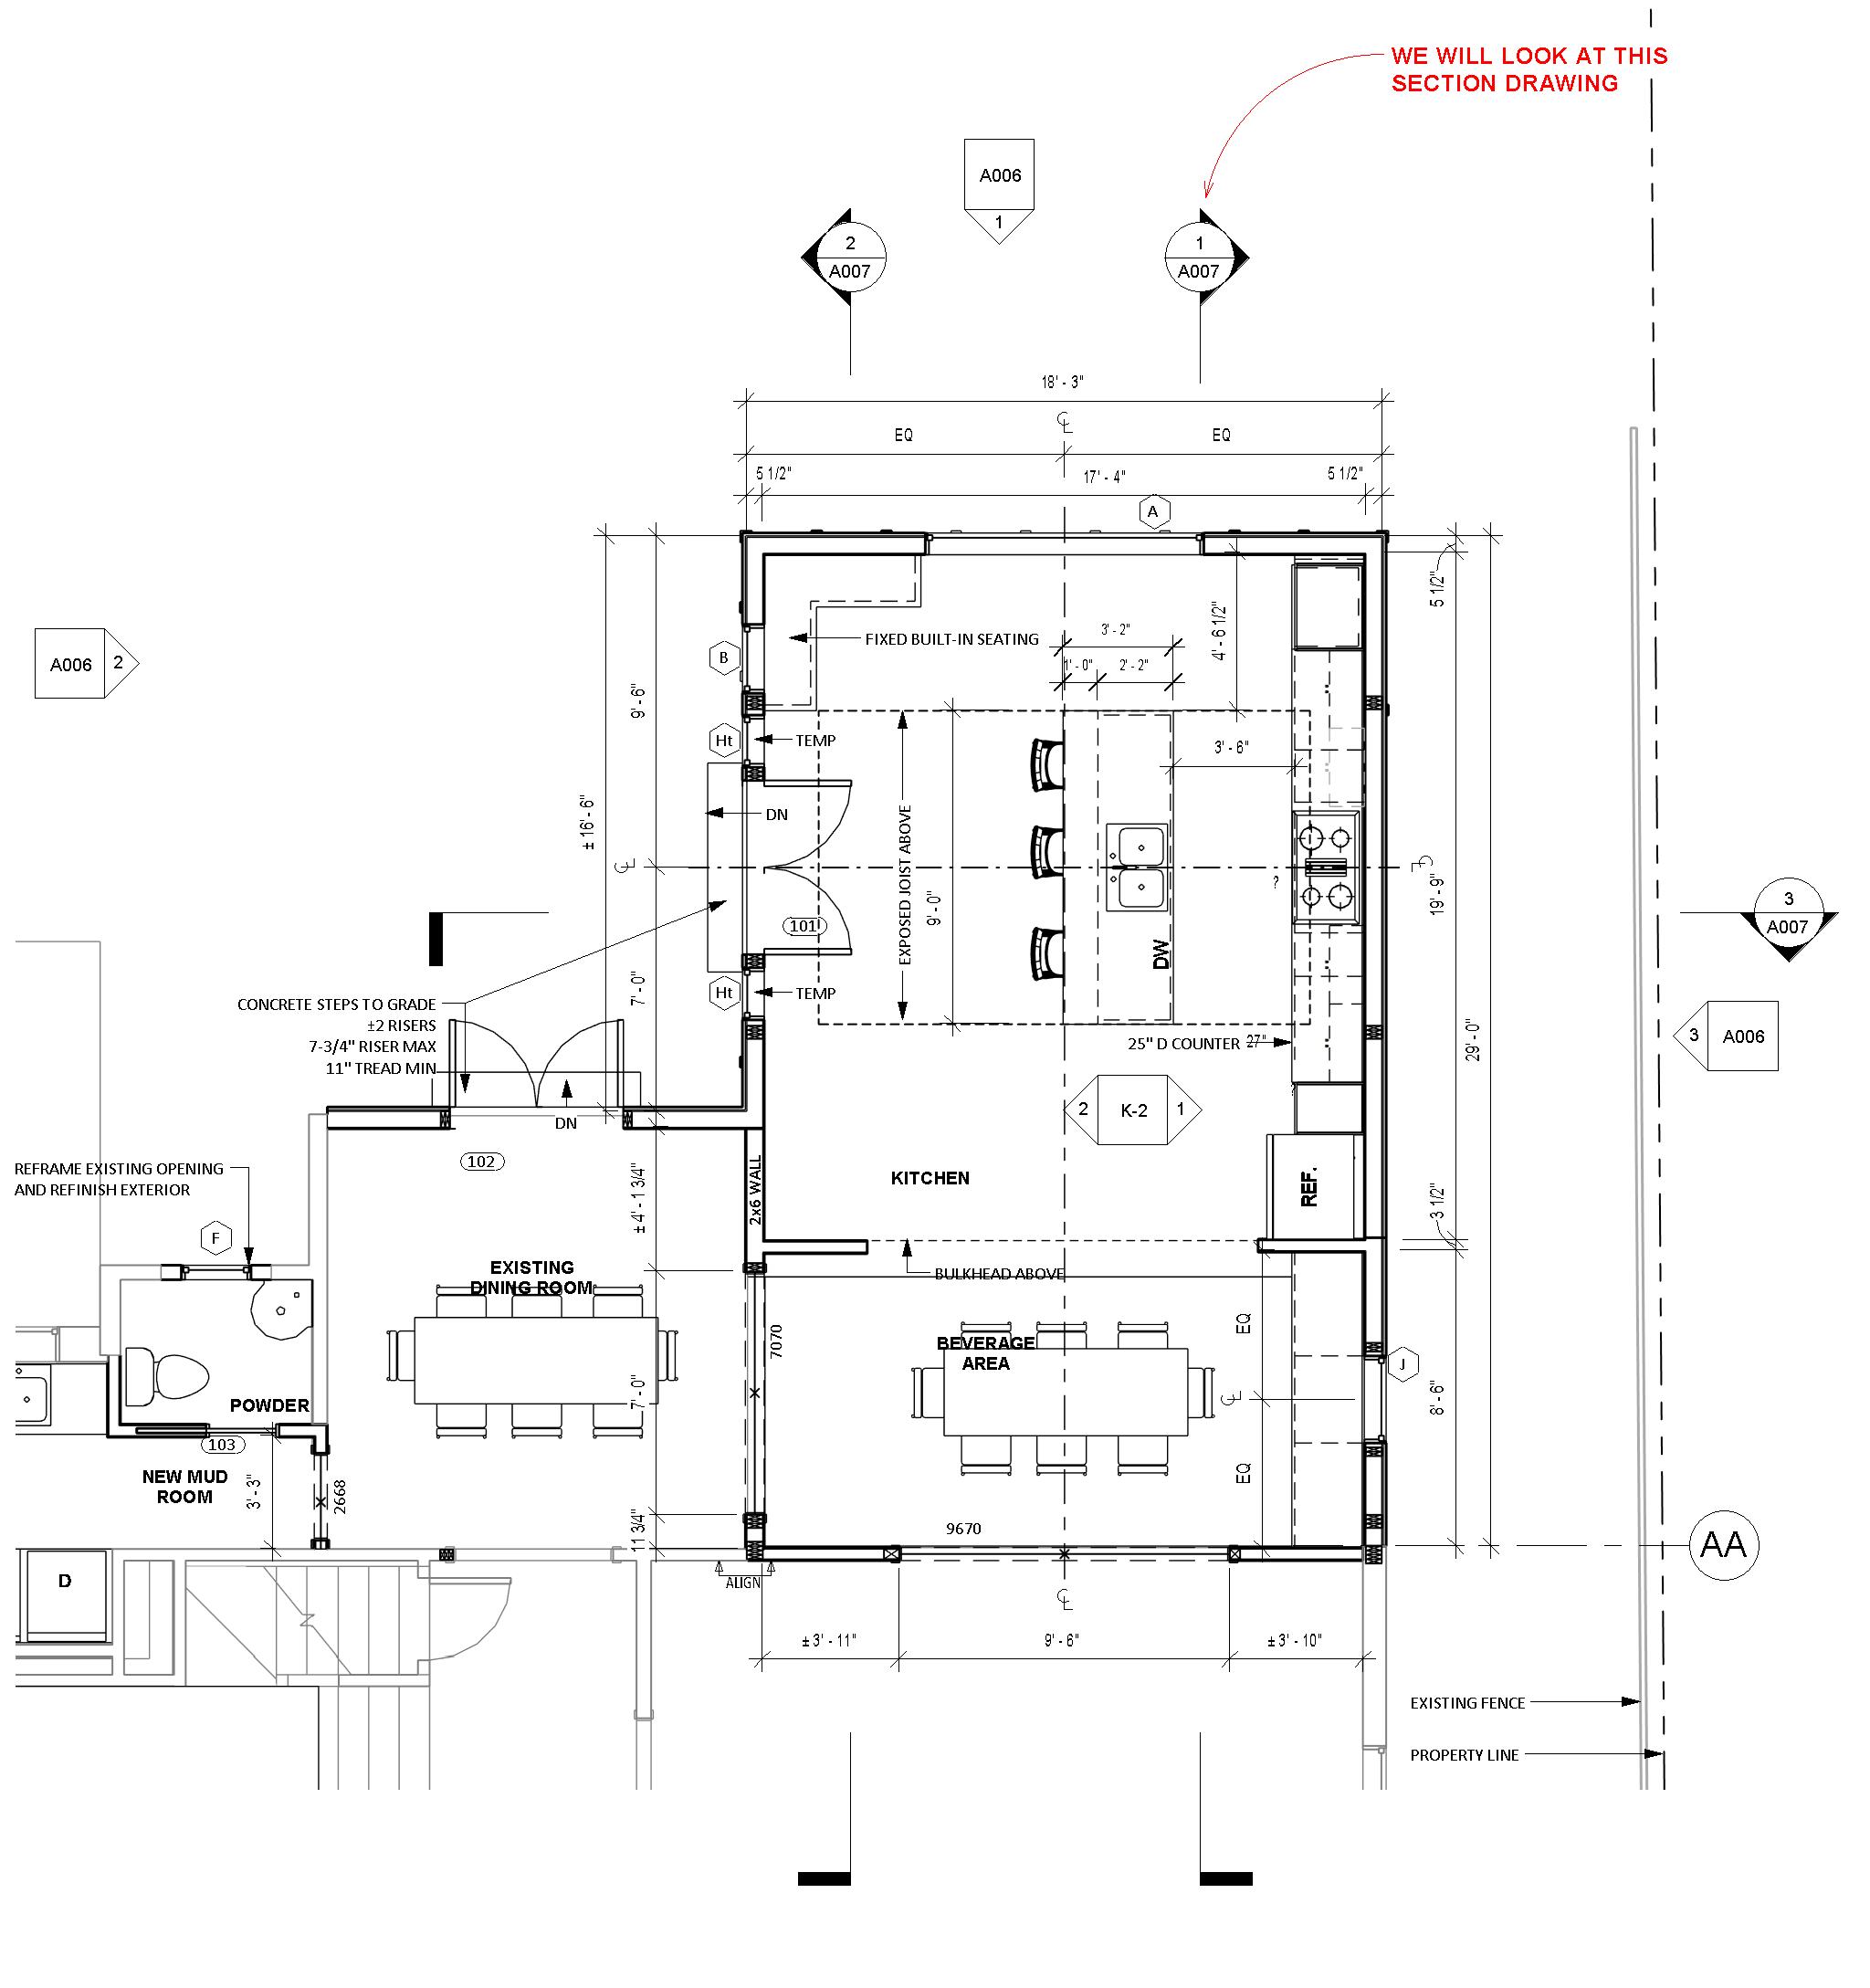 WE WILL LOOK AT THIS
SECTION DRAWING
A006
1
2
A007
1
A007
18' - 3"
EQ
EQ
5 1/2"
17' - 4"
5 1/2"
A
A006 2
B
FIXED BUILT-IN SEATING
3' - 2"
1' - 0"
2' - 2"
4' - 6 1/2"
5 1/2"
9' - 6"
Ht
TEMP
3' - 6"
DN
± 16' - 6"
EXPOSED JOIST ABOVE
9' - 0"
?
19' - 9"
101
DW
3
A007
Ht
TEMP
7' - 0"
CONCRETE STEPS TO GRADE
±2 RISERS
7-3/4" RISER MAX
11" TREAD MIN
25" D COUNTER 27"
29' - 0"
3 A006
2 K-2 1
DN
102
REFRAME EXISTING OPENING
AND REFINISH EXTERIOR
± 4' - 1 3/4"
2x6 WALL
KITCHEN
REF.
3 1/2"
F
EXISTING
DINING ROOM
BULKHEAD ABOVE
7070
EQ
BEVERAGE
AREA
J
7' - 0"
8' - 6"
POWDER
103
NEW MUD
ROOM
3' - 3"
2668
EQ
11 3/4"
9670
AA
D
ALIGN
± 3' - 11"
9' - 6"
± 3' - 10"
EXISTING FENCE
PROPERTY LINE